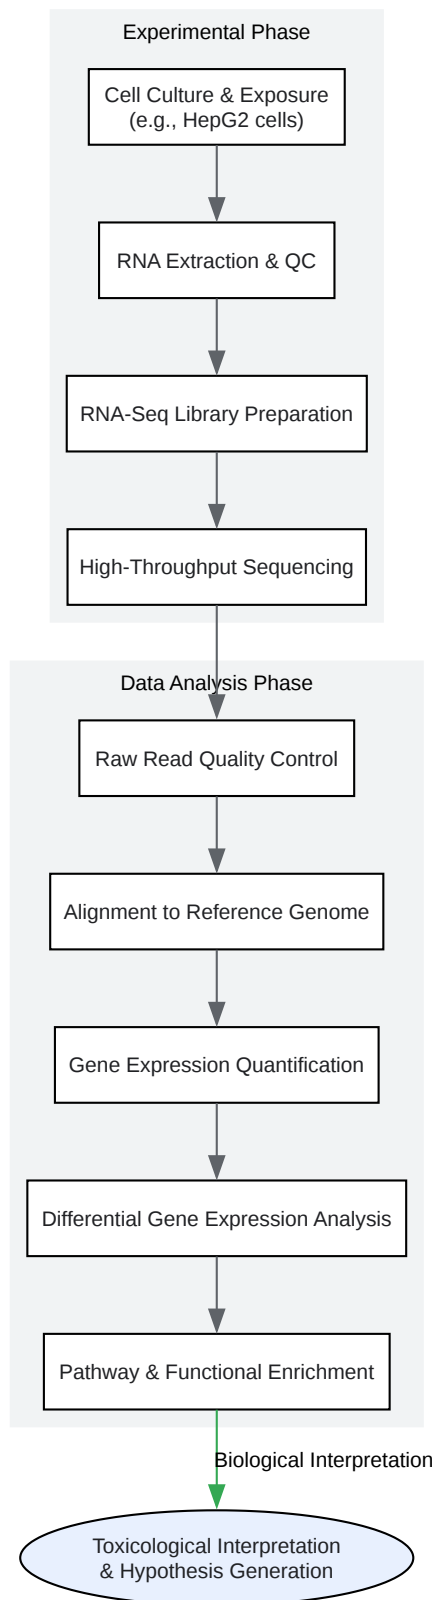 Experimental Phase
Cell Culture & Exposure
(e.g., HepG2 cells)
RNA Extraction & QC
RNA-Seq Library Preparation
High-Throughput Sequencing
Data Analysis Phase
Raw Read Quality Control
Alignment to Reference Genome
Gene Expression Quantification
Differential Gene Expression Analysis
Pathway & Functional Enrichment
Biological Interpretation
Toxicological Interpretation
& Hypothesis Generation